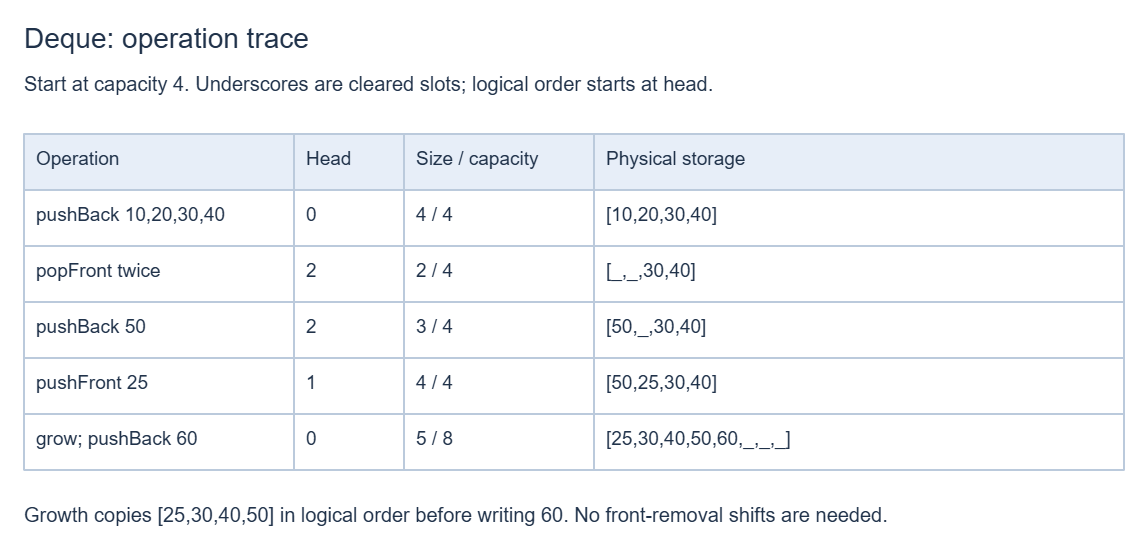 Deque: operation trace
Start at capacity 4. Underscores are cleared slots; logical order starts at head.
Operation Head Size / capacity Physical storage
pushBack 10,20,30,40 0 4 / 4 [10,20,30,40]
popFront twice 2 2 / 4 [_,_,30,40]
pushBack 50 2 3 / 4 [50,_,30,40]
pushFront 25 1 4 / 4 [50,25,30,40]
grow; pushBack 60 0 5 / 8 [25,30,40,50,60,_,_,_]
Growth copies [25,30,40,50] in logical order before writing 60. No front-removal shifts are needed.